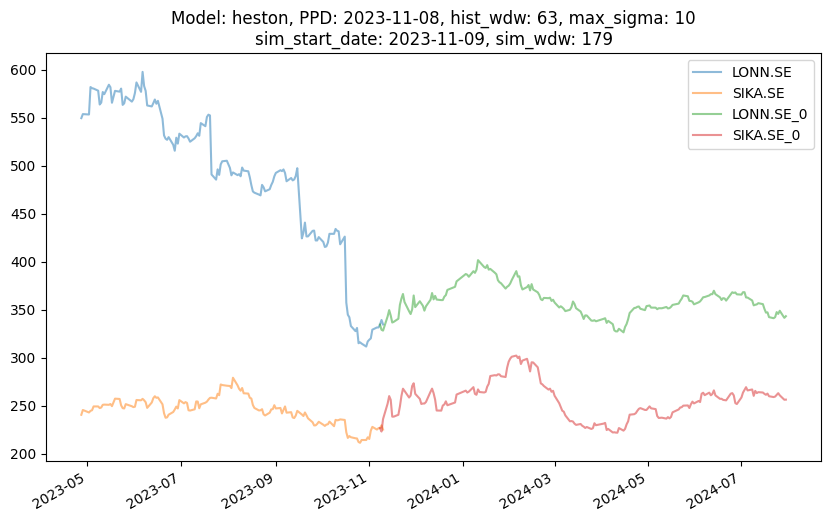 Model: heston, PPD: 2023-11-08, hist_wdw: 63, max_sigma: 10
sim_start_date: 2023-11-09, sim_wdw: 179
LONN.SE
SIKA.SE
LONN.SE_0
SIKA.SE_0
600
550
500
450
400
350
300
250
200
2023-05
2023-07
2023-09
2023-11
2024-01
2024-03
2024-05
2024-07